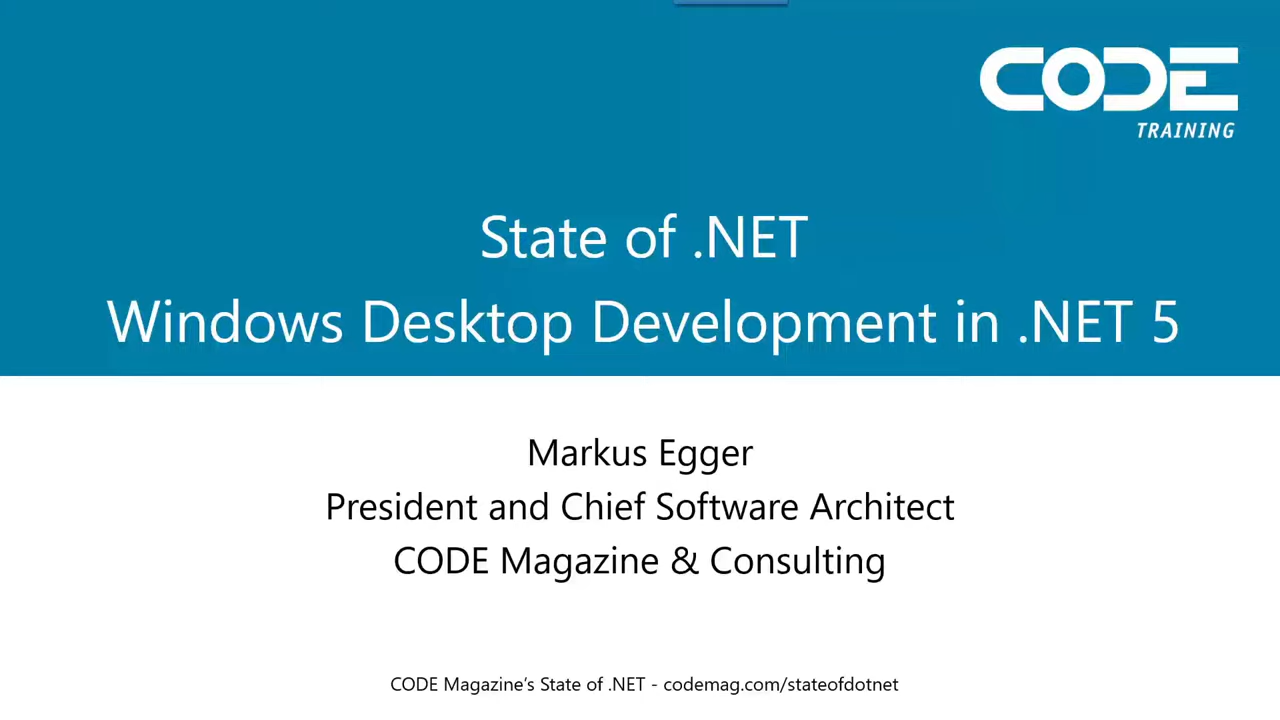 CODE
TRAINING
State of .NET
Windows Desktop Development in .NET 5
Markus Egger
President and Chief Software Architect
CODE Magazine & Consulting
CODE Magazine's State of .NET - codemag.com/stateofdotnet